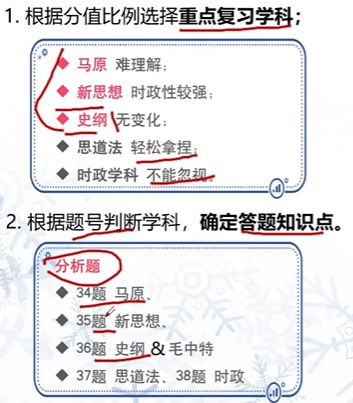 1. 根据分值比例选择重点复习学科；
◆ 马原 难理解；
◆ 新思想 时政性较强；
◆ 史纲 无变化；
◆ 思道法 轻松拿捏；
◆ 时政学科 不能忽视。
2. 根据题号判断学科，确定答题知识点。
分析题
◆ 34题 马原、
◆ 35题 新思想、
◆ 36题 史纲 & 毛中特
◆ 37题 思道法、38题 时政